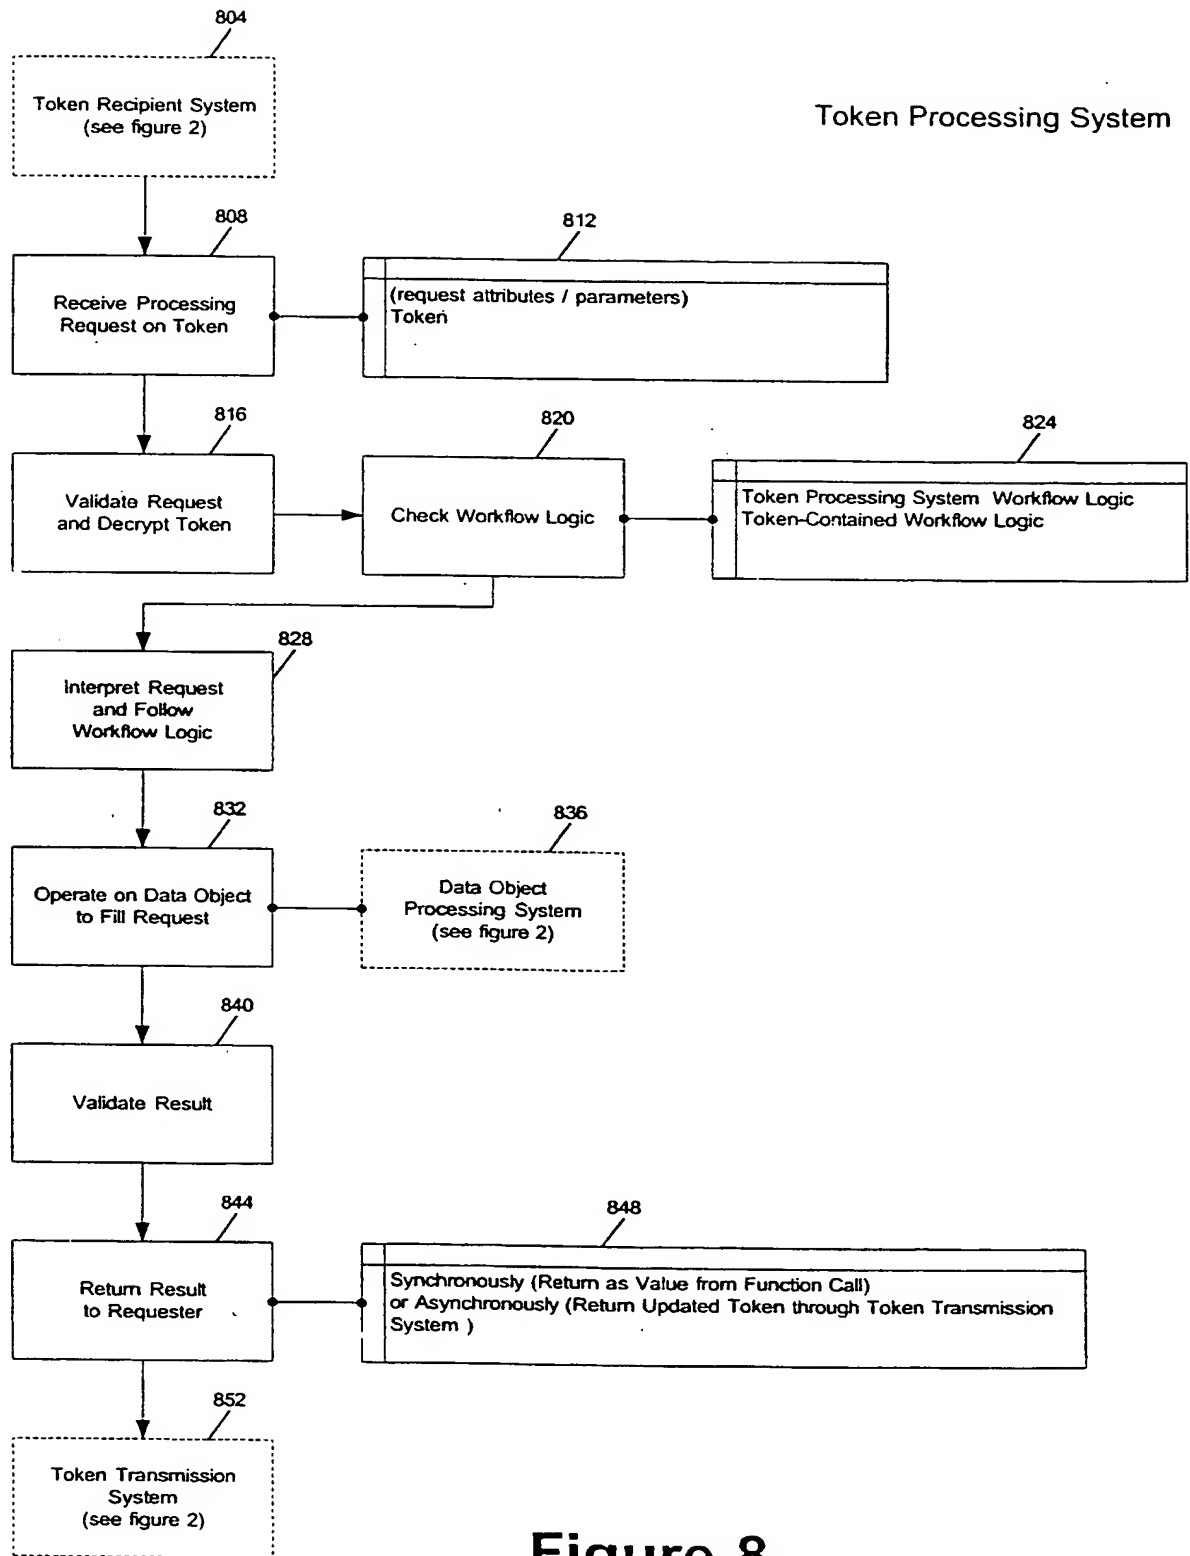 804
Token Recipient System
(see figure 2)
Token Processing System
808
Receive Processing
Request on Token
812
(request attributes / parameters)
Token
816
Validate Request
and Decrypt Token
820
Check Workflow Logic
824
Token Processing System Workflow Logic
Token-Contained Workflow Logic
828
Interpret Request
and Follow
Workflow Logic
832
Operate on Data Object
to Fill Request
836
Data Object
Processing System
(see figure 2)
840
Validate Result
844
Return Result
to Requester
848
Synchronously (Return as Value from Function Call)
or Asynchronously (Return Updated Token through Token Transmission
System )
852
Token Transmission
System
(see figure 2)
Figure 8